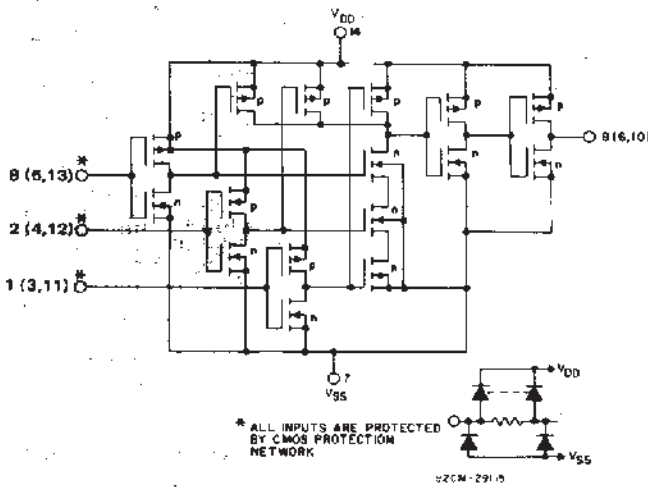 VDD
14
p
p
p
p
p
p
n
n
n
9(6,10)
*
8 (5,13)
n
p
n
*
2 (4,12)
n
p
p
*
1 (3,11)
n
7
VSS
VDD
* ALL INPUTS ARE PROTECTED
BY CMOS PROTECTION
NETWORK
VSS
92CM-29115